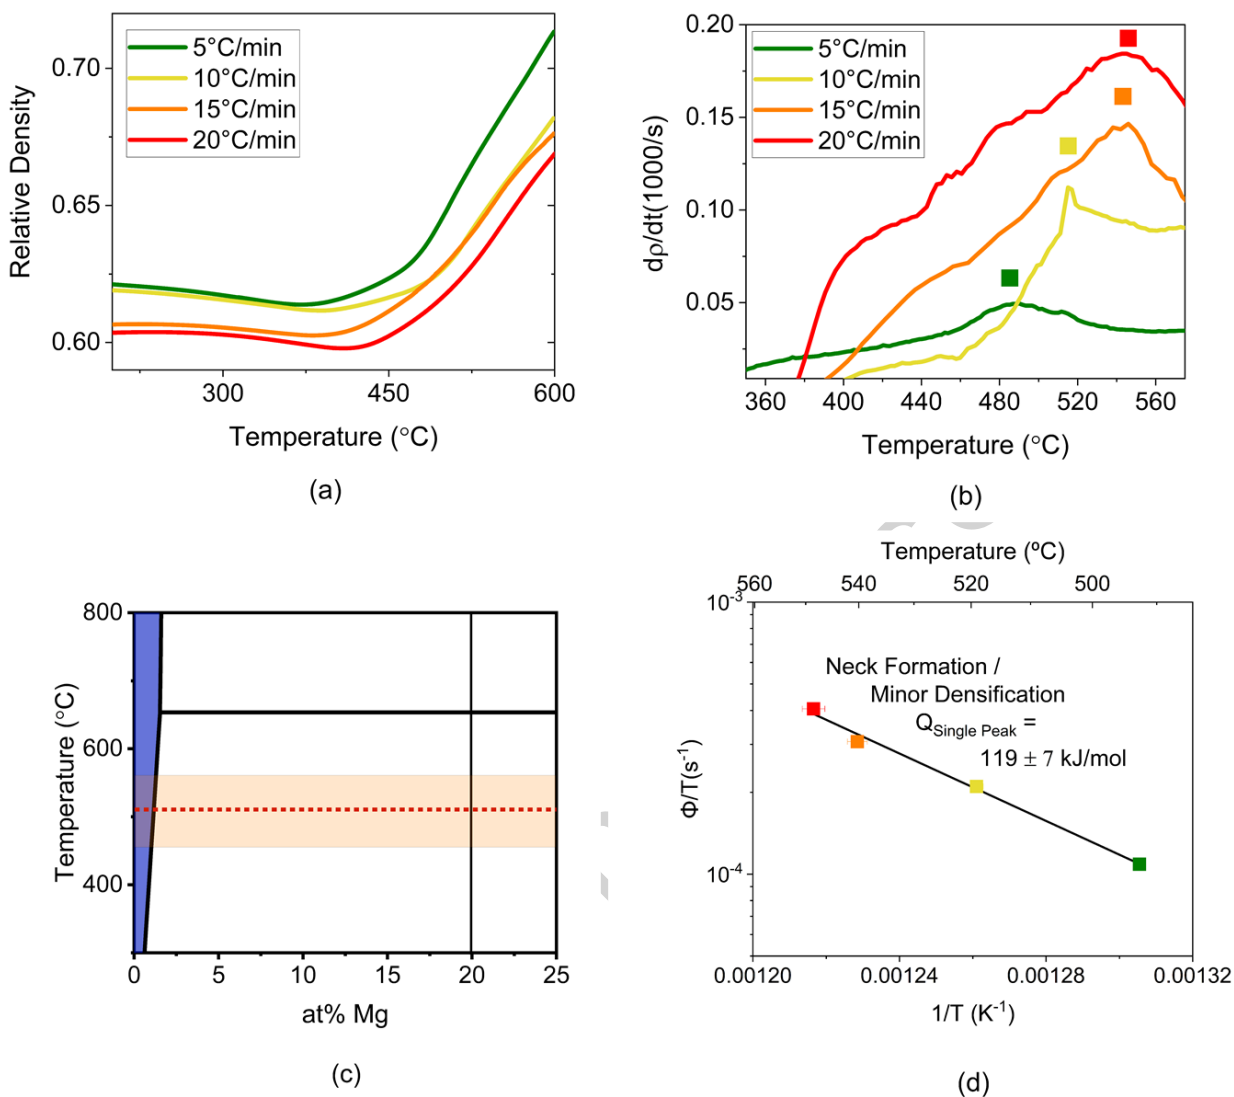 5°C/min
10°C/min
15°C/min
20°C/min
0.70
0.65
0.60
Relative Density
300
450
600
Temperature (°C)
(a)
5°C/min
10°C/min
15°C/min
20°C/min
0.20
0.15
0.10
0.05
dρ/dt(1000/s)
360
400
440
480
520
560
Temperature (°C)
(b)
800
600
400
Temperature (°C)
0
5
10
15
20
25
at% Mg
(c)
Temperature (ºC)
560
540
520
500
10⁻³
10⁻⁴
Φ/T(s⁻¹)
Neck Formation /
Minor Densification
Q Single Peak =
119 ± 7 kJ/mol
0.00120
0.00124
0.00128
0.00132
1/T (K⁻¹)
(d)